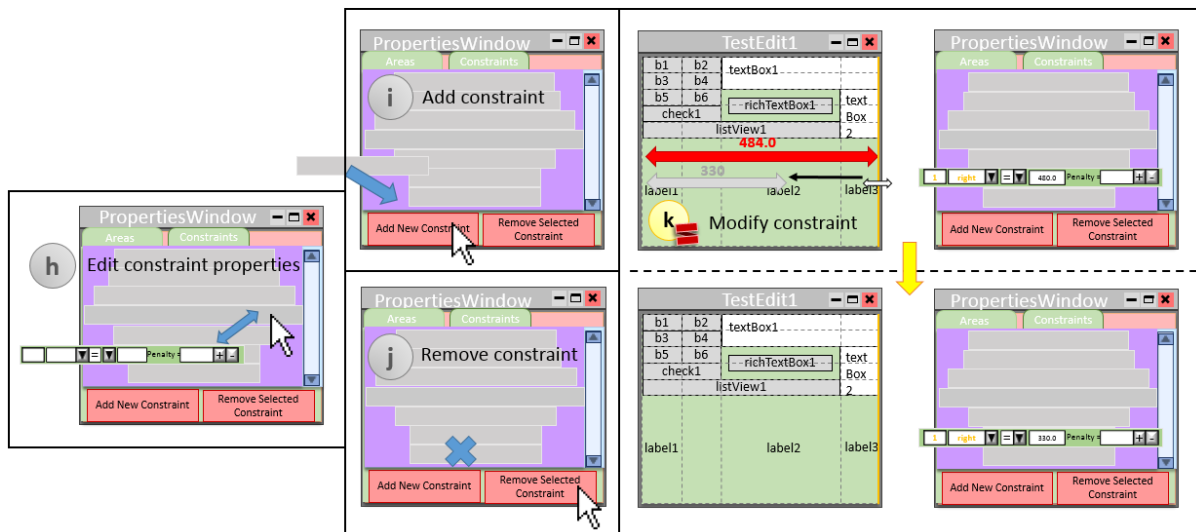 h
PropertiesWindow
Areas
Constraints
Edit constraint properties
=
Penalty =
+
-
Add New Constraint
Remove Selected
Constraint
PropertiesWindow
Areas
Constraints
i
Add constraint
Add New Constraint
Remove Selected
Constraint
PropertiesWindow
Areas
Constraints
j
Remove constraint
Add New Constraint
Remove Selected
Constraint
TestEdit1
b1 b2 textBox1
b3 b4
b5 b6 richTextBox1 text
check1 Box
listView1 2
484.0
330
label1 label2 label3
k
Modify constraint
PropertiesWindow
Areas
Constraints
1 right = 480.0 Penalty = + -
Add New Constraint
Remove Selected
Constraint
TestEdit1
b1 b2 textBox1
b3 b4
b5 b6 richTextBox1 text
check1 Box
listView1 2
label1 label2 label3
PropertiesWindow
Areas
Constraints
1 right = 330.0 Penalty = + -
Add New Constraint
Remove Selected
Constraint